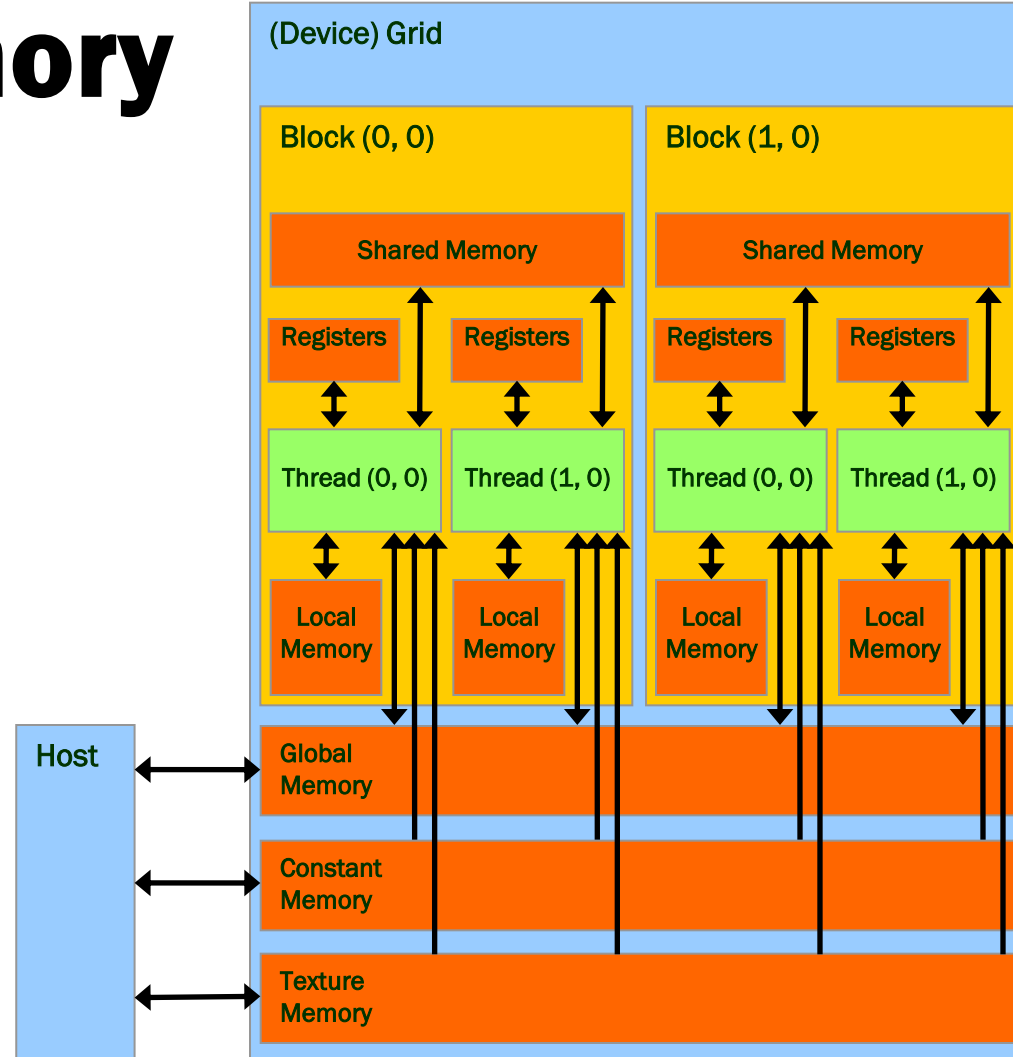 (Device) Grid
Block (0, 0)
Block (1, 0)
Shared Memory
Shared Memory
Registers
Registers
Registers
Registers
Thread (0, 0)
Thread (1, 0)
Thread (0, 0)
Thread (1, 0)
Local
Memory
Local
Memory
Local
Memory
Local
Memory
Host
Global
Memory
Constant
Memory
Texture
Memory